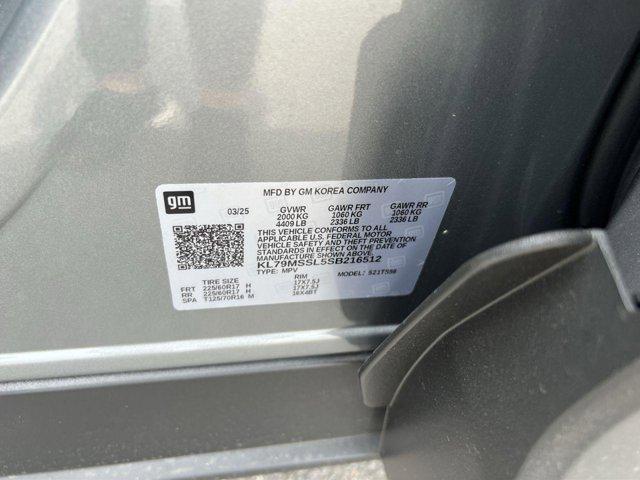 gm
MFD BY GM KOREA COMPANY
03/25 GVWR GAWR FRT GAWR RR
2000 KG 1060 KG 1060 KG
4409 LB 2336 LB 2336 LB
THIS VEHICLE CONFORMS TO ALL
APPLICABLE U.S. FEDERAL MOTOR
VEHICLE SAFETY AND THEFT PREVENTION
STANDARDS IN EFFECT ON THE DATE OF
MANUFACTURE SHOWN ABOVE.
KL79MSSL5SB216512
TYPE: MPV MODEL:
TIRE SIZE RIM
FRT 225/60R17 H 17X7.5J
RR 225/60R17 H 17X7.5J
SPA T125/70R16 M 16X4BT